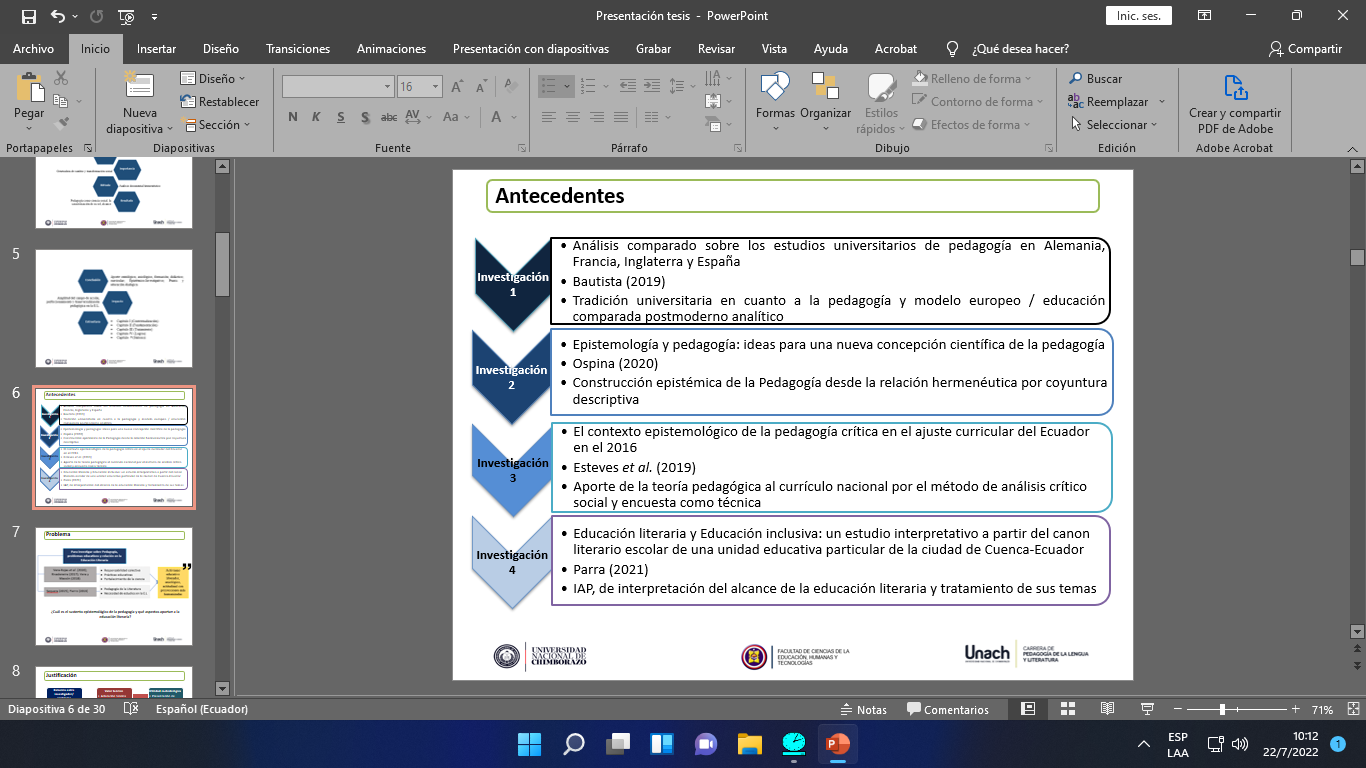 Presentación tesis - PowerPoint
Inic. ses.
Archivo
Inicio
Insertar
Diseño
Transiciones
Animaciones
Presentación con diapositivas
Grabar
Revisar
Vista
Ayuda
Acrobat
¿Qué desea hacer?
Compartir
Pegar
Nueva
diapositiva
Diseño
Restablecer
Sección
16
N K S S abc AV Aa A
Formas
Organizar
Estilos
rápidos
Relleno de forma
Contorno de forma
Efectos de forma
Buscar
Reemplazar
Seleccionar
Crear y compartir
PDF de Adobe
Portapapeles
Diapositivas
Fuente
Párrafo
Dibujo
Edición
Adobe Acrobat
5
6
Antecedentes
7
Problema
8
Justificación
Antecedentes
Investigación
1
• Análisis comparado sobre los estudios universitarios de pedagogía en Alemania,
Francia, Inglaterra y España
• Bautista (2019)
• Tradición universitaria en cuanto a la pedagogía y modelo europeo / educación
comparada postmoderno analítico
Investigación
2
• Epistemología y pedagogía: ideas para una nueva concepción científica de la pedagogía
• Ospina (2020)
• Construcción epistémica de la Pedagogía desde la relación hermenéutica por coyuntura
descriptiva
Investigación
3
• El contexto epistemológico de la pedagogía crítica en el ajuste curricular del Ecuador
en el 2016
• Herreyes et al. (2019)
• Aporte de la teoría pedagógica al currículo nacional por el método de análisis crítico
social y encuesta como técnica
Investigación
4
• Educación literaria y Educación inclusiva: un estudio interpretativo a partir del canon
literario escolar de una unidad educativa particular de la ciudad de Cuenca-Ecuador
• Parra (2021)
• IAP, la interpretación del alcance de la educación literaria y tratamiento de sus temas
UNIVERSIDAD
NACIONAL DE
CHIMBORAZO
FACULTAD DE CIENCIAS DE LA
EDUCACIÓN, HUMANAS Y
TECNOLOGÍAS
Unach
CARRERA DE
PEDAGOGÍA DE LA LENGUA
Y LITERATURA
Diapositiva 6 de 30
Español (Ecuador)
Notas
Comentarios
71%
ESP
LAA
10:12
22/7/2022
1